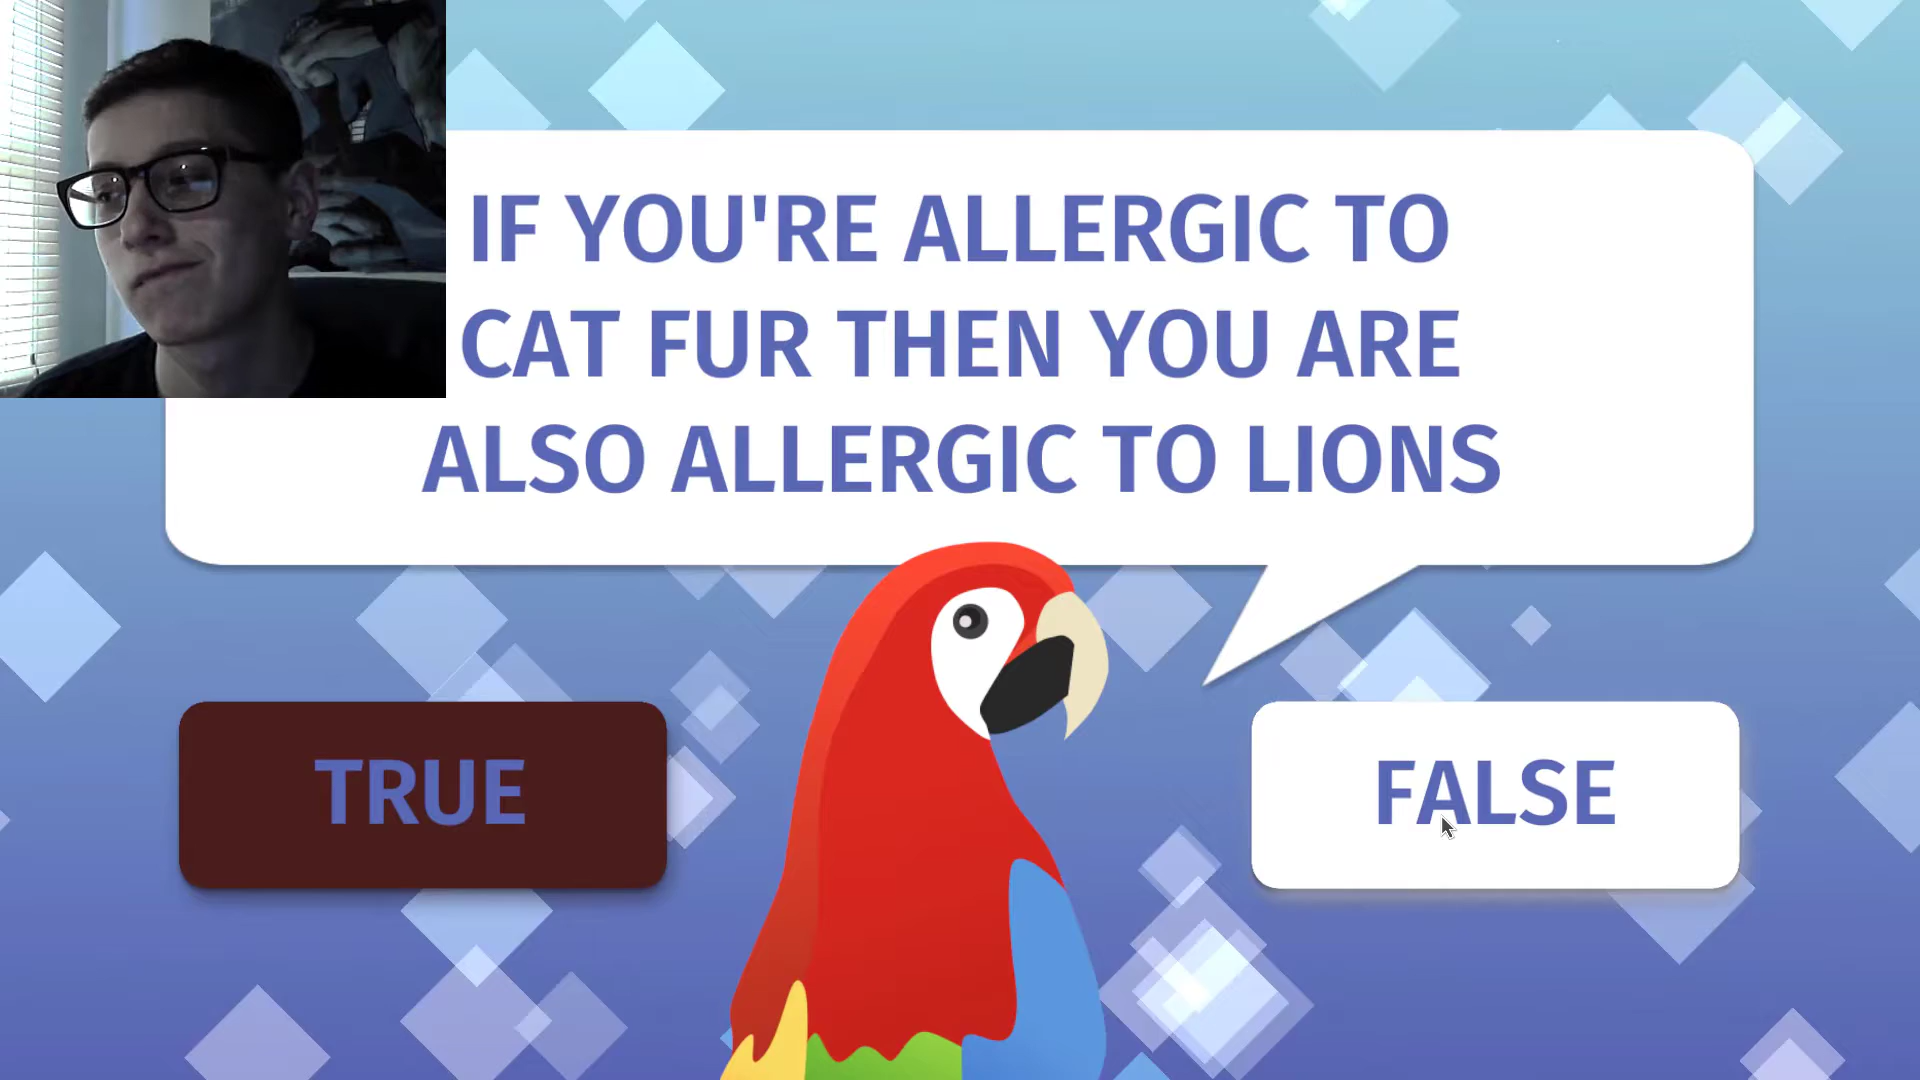 IF YOU'RE ALLERGIC TO
CAT FUR THEN YOU ARE
ALSO ALLERGIC TO LIONS
TRUE
FALSE